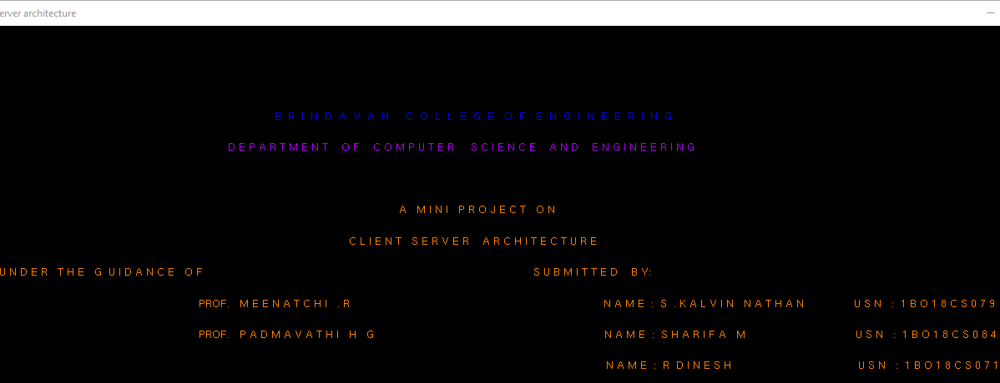 erver architecture
BRINDAVAN COLLEGE OF ENGINEERING
DEPARTMENT OF COMPUTER SCIENCE AND ENGINEERING
A MINI PROJECT ON
CLIENT SERVER ARCHITECTURE
UNDER THE GUIDANCE OF SUBMITTED BY:
PROF. MEENATCHI .R NAME : S .KALVIN NATHAN USN : 1BO18CS079
PROF. PADMAVATHI H G NAME : SHARIFA M USN : 1BO18CS084
NAME : R DINESH USN : 1BO18CS071